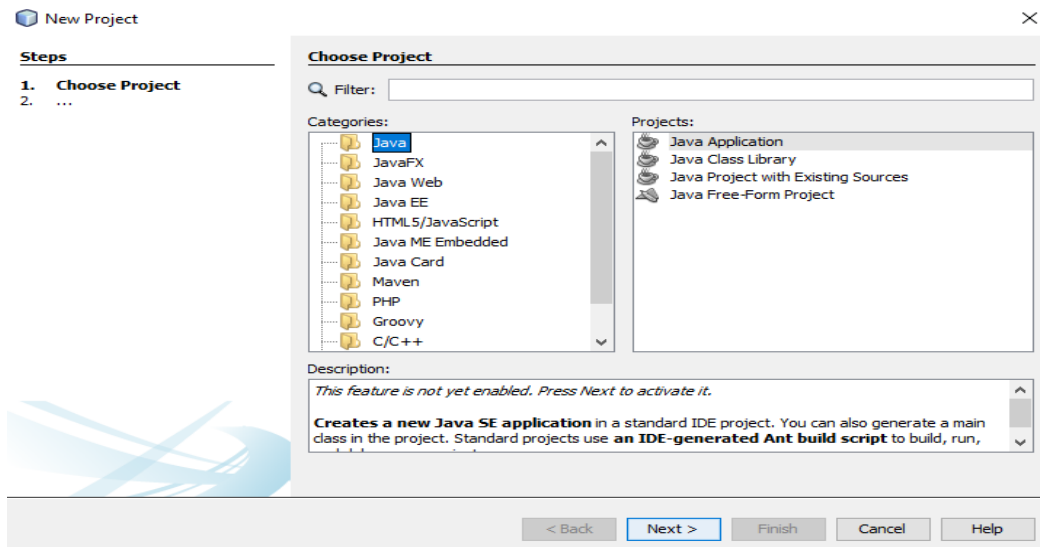 New Project
Steps
1. Choose Project
2. ...
Choose Project
Filter:
Categories:
Java
JavaFX
Java Web
Java EE
HTML5/JavaScript
Java ME Embedded
Java Card
Maven
PHP
Groovy
C/C++
Projects:
Java Application
Java Class Library
Java Project with Existing Sources
Java Free-Form Project
Description:
This feature is not yet enabled. Press Next to activate it.
Creates a new Java SE application in a standard IDE project. You can also generate a main
class in the project. Standard projects use an IDE-generated Ant build script to build, run,
< Back
Next >
Finish
Cancel
Help